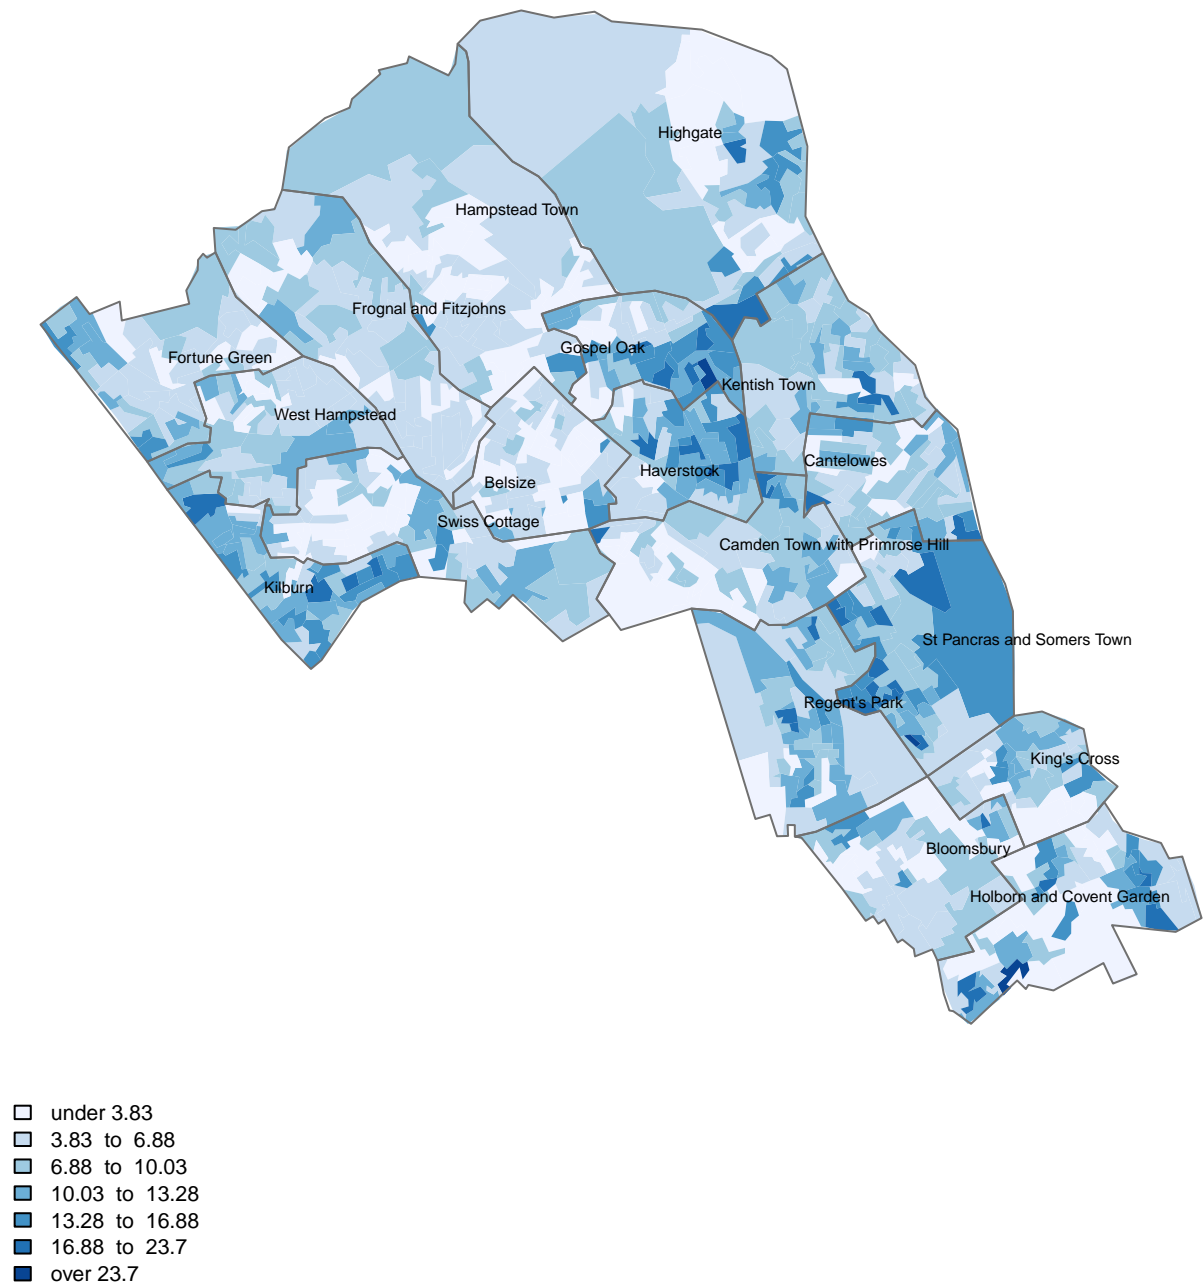 Highgate
Hampstead Town
Frognal and Fitzjohns
Gospel Oak
Fortune Green
Kentish Town
West Hampstead
Cantelowes
Haverstock
Belsize
Swiss Cottage
Camden Town with Primrose Hill
Kilburn
St Pancras and Somers Town
Regent's Park
King's Cross
Bloomsbury
Holborn and Covent Garden
under 3.83
3.83 to 6.88
6.88 to 10.03
10.03 to 13.28
13.28 to 16.88
16.88 to 23.7
over 23.7